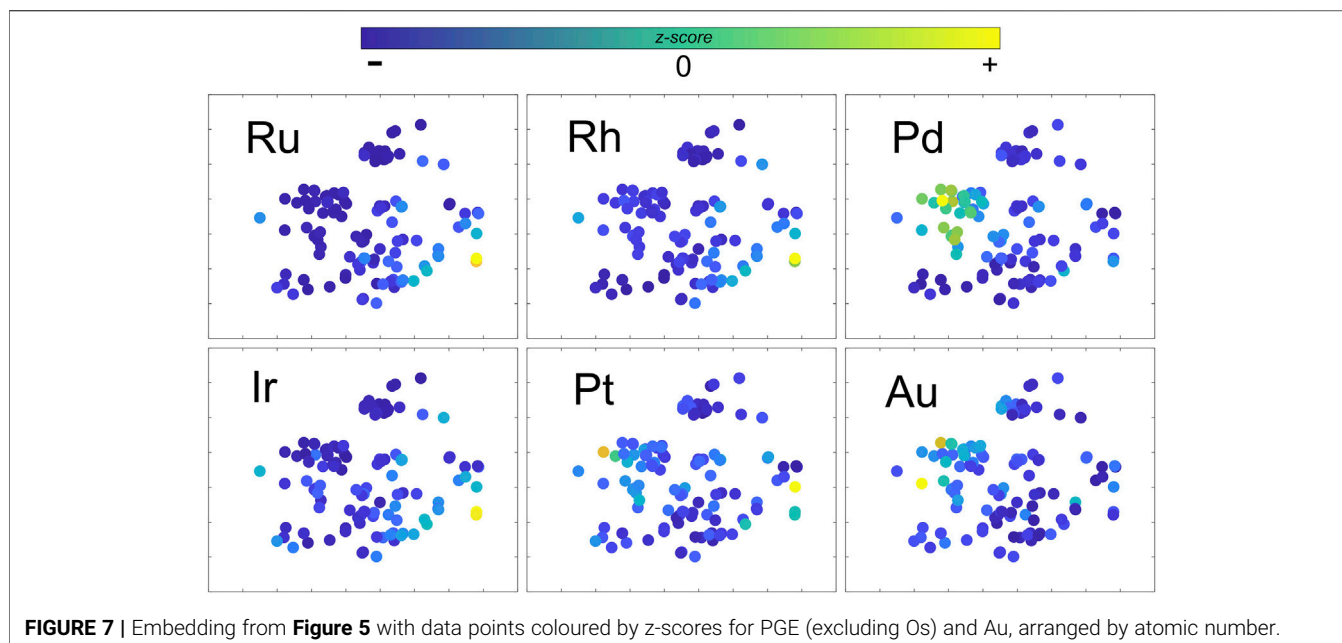 z-score
- 0 +
Ru Rh Pd
Ir Pt Au
FIGURE 7 | Embedding from Figure 5 with data points coloured by z-scores for PGE (excluding Os) and Au, arranged by atomic number.